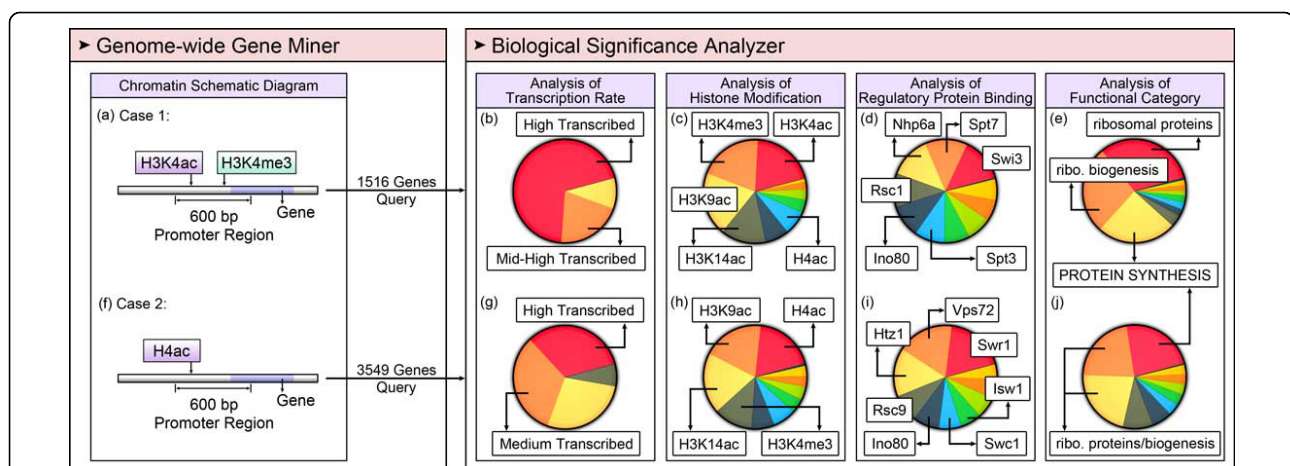 ➤ Genome-wide Gene Miner
Chromatin Schematic Diagram
(a) Case 1:
H3K4ac
H3K4me3
600 bp
Gene
Promoter Region
1516 Genes
Query
(f) Case 2:
H4ac
600 bp
Gene
Promoter Region
3549 Genes
Query
➤ Biological Significance Analyzer
Analysis of
Transcription Rate
(b)
High Transcribed
Mid-High Transcribed
(g)
High Transcribed
Medium Transcribed
Analysis of
Histone Modification
(c)
H3K4me3
H3K4ac
H3K9ac
H3K14ac
H4ac
(h)
H3K9ac
H4ac
H3K14ac
H3K4me3
Analysis of
Regulatory Protein Binding
(d)
Nhp6a
Spt7
Swi3
Rsc1
Ino80
Spt3
(i)
Vps72
Htz1
Swr1
Isw1
Rsc9
Ino80
Swc1
Analysis of
Functional Category
(e)
ribosomal proteins
ribo. biogenesis
PROTEIN SYNTHESIS
(j)
ribo. proteins/biogenesis